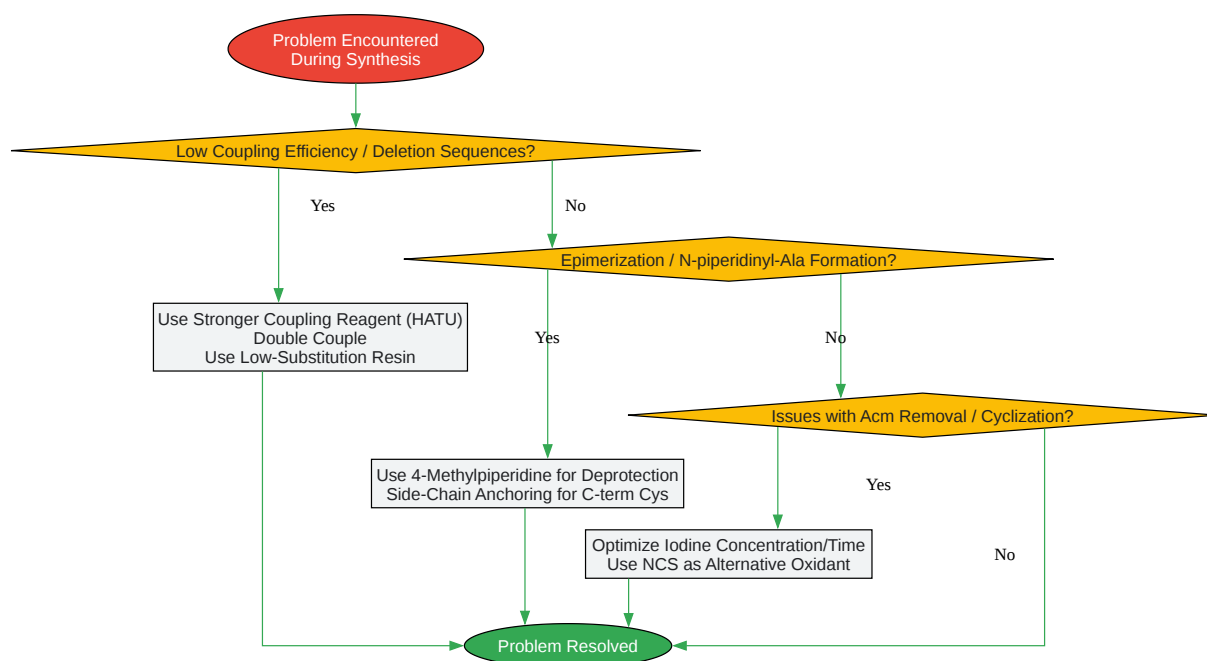 Problem Encountered
During Synthesis
Low Coupling Efficiency / Deletion Sequences?
Yes
No
Epimerization / N-piperidinyl-Ala Formation?
Use Stronger Coupling Reagent (HATU)
Double Couple
Use Low-Substitution Resin
Yes
No
Issues with Acm Removal / Cyclization?
Use 4-Methylpiperidine for Deprotection
Side-Chain Anchoring for C-term Cys
Yes
Optimize Iodine Concentration/Time
Use NCS as Alternative Oxidant
No
Problem Resolved